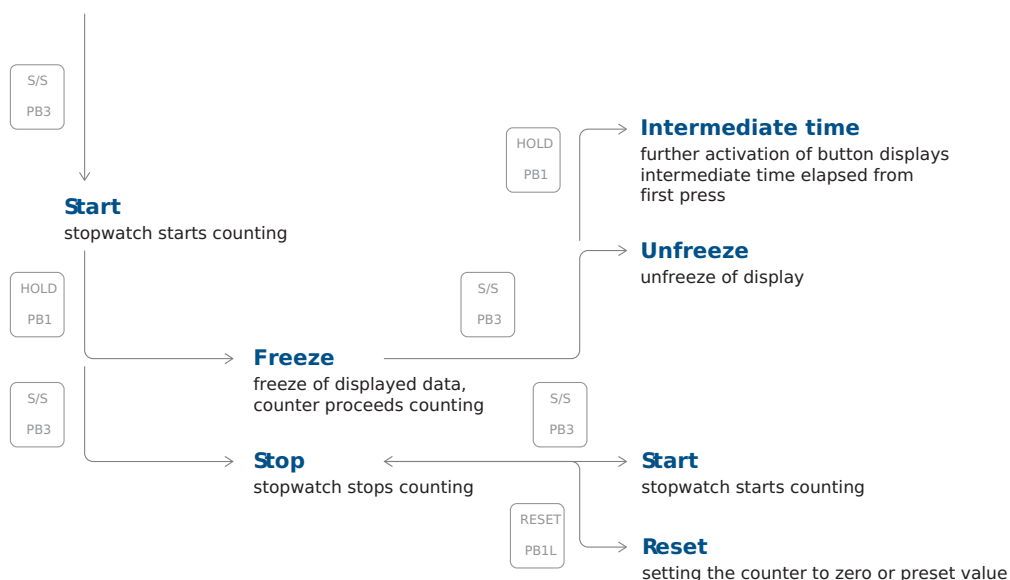 S/S
PB3
Start
stopwatch starts counting
HOLD
PB1
Intermediate time
further activation of button displays
intermediate time elapsed from
first press
Unfreeze
unfreeze of display
S/S
PB3
HOLD
PB1
Freeze
freeze of displayed data,
counter proceeds counting
S/S
PB3
Stop
stopwatch stops counting
S/S
PB3
Start
stopwatch starts counting
RESET
PB1L
Reset
setting the counter to zero or preset value